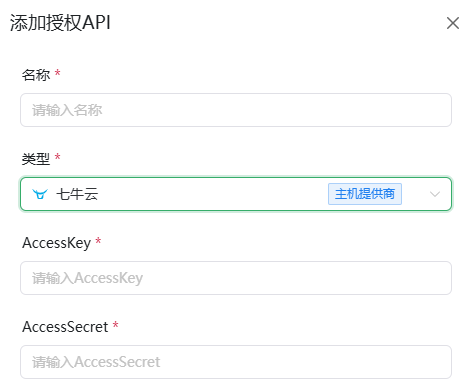 添加授权API
名称 *
请输入名称
类型 *
七牛云 主机提供商
AccessKey *
请输入AccessKey
AccessSecret *
请输入AccessSecret